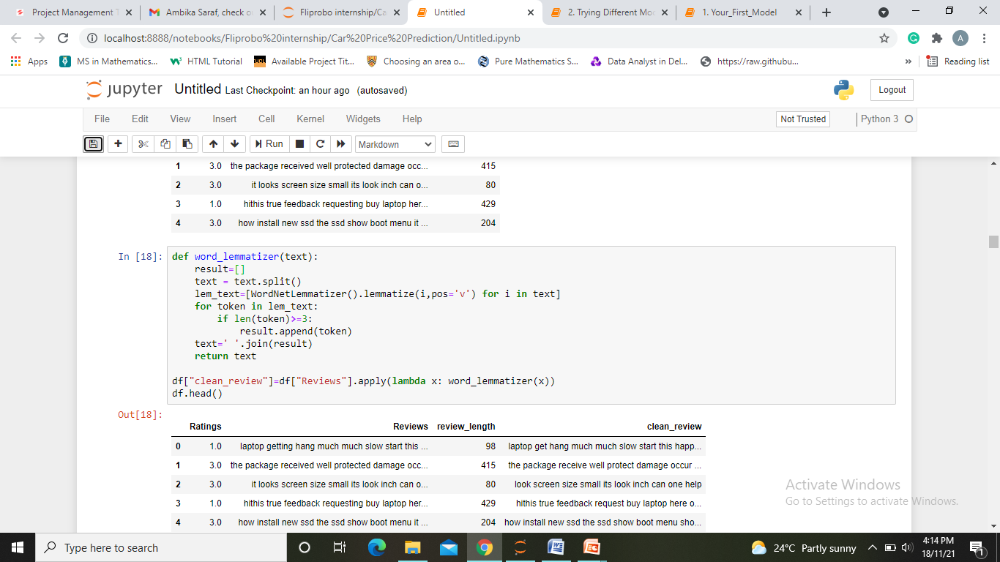 Project Management T
Ambika Saraf, check o
Fliprobo internship/Ca
Untitled
2. Trying Different Mo
1. Your_First_Model
localhost:8888/notebooks/Fliprobo%20internship/Car%20Price%20Prediction/Untitled.ipynb
A
Apps
MS in Mathematics...
HTML Tutorial
Available Project Tit...
Choosing an area o...
Pure Mathematics S...
Data Analyst in Del...
https://raw.githubu...
»
Reading list
jupyter Untitled Last Checkpoint: an hour ago (autosaved)
Logout
File Edit View Insert Cell Kernel Widgets Help
Not Trusted
Python 3
Run
Markdown
1 3.0 the package received well protected damage occ... 415
2 3.0 it looks screen size small its look inch can o... 80
3 1.0 hithis true feedback requesting buy laptop her... 429
4 3.0 how install new ssd the ssd show boot menu it ... 204
In [18]:
def word_lemmatizer(text):
    result=[]
    text = text.split()
    lem_text=[WordNetLemmatizer().lemmatize(i,pos='v') for i in text]
    for token in lem_text:
        if len(token)>=3:
            result.append(token)
    text=' '.join(result)
    return text
df["clean_review"]=df["Reviews"].apply(lambda x: word_lemmatizer(x))
df.head()
Out[18]:
Ratings Reviews review_length clean_review
0 1.0 laptop getting hang much much slow start this ... 98 laptop get hang much much slow start this happ...
1 3.0 the package received well protected damage occ... 415 the package receive well protect damage occur ...
2 3.0 it looks screen size small its look inch can o... 80 look screen size small its look inch can one help
3 1.0 hithis true feedback requesting buy laptop her... 429 hithis true feedback request buy laptop here o...
4 3.0 how install new ssd the ssd show boot menu it ... 204 how install new ssd the ssd show boot menu sho...
Activate Windows
Go to Settings to activate Windows.
Type here to search
24°C Partly sunny
4:14 PM
18/11/21
1